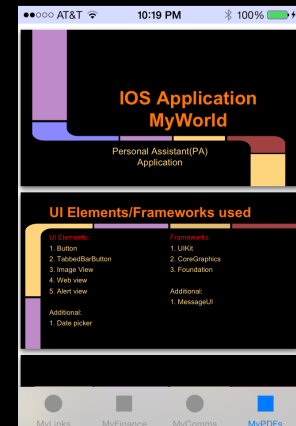 AT&T 10:19 PM 100%
IOS Application
MyWorld
Personal Assistant(PA)
Application
UI Elements/Frameworks used
UI Elements:
1. Button
2. TabbedBarButton
3. Image View
4. Web view
5. Alert view
Additional:
1. Date picker
Frameworks:
1. UIKit
2. CoreGraphics
3. Foundation
Additional:
1. MessageUI
MyLinks MyFinance MyComms MyPDFs